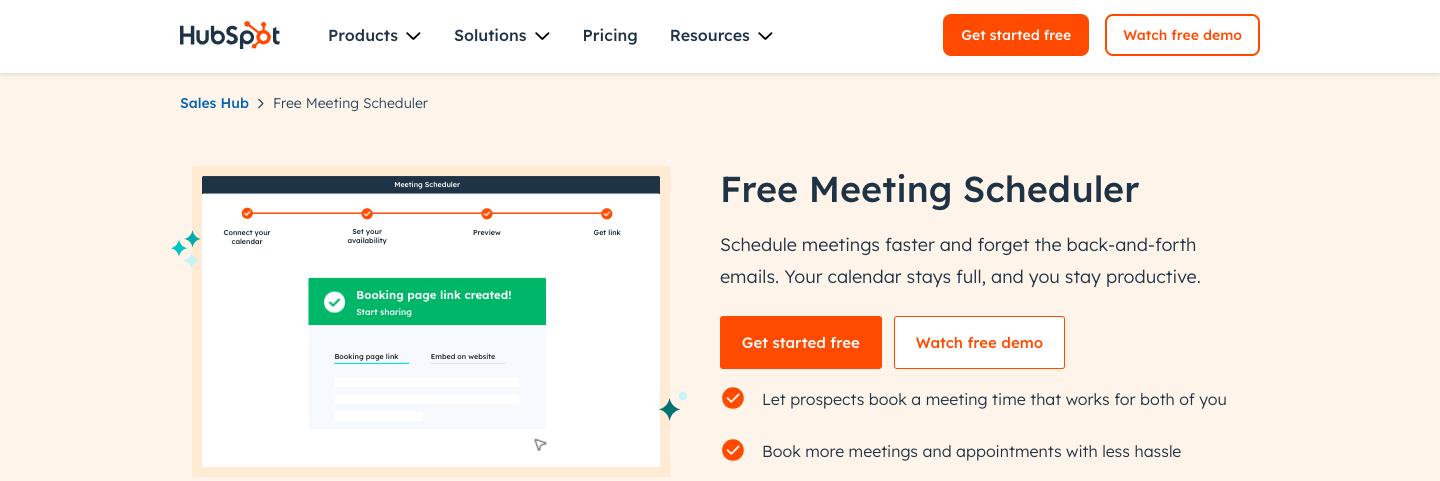 HubSpot
Products
Solutions
Pricing
Resources
Get started free
Watch free demo
Sales Hub
Free Meeting Scheduler
Meeting Scheduler
Connect your
calendar
Set your
availability
Preview
Get link
Booking page link created!
Start sharing
Booking page link
Embed on website
Free Meeting Scheduler
Schedule meetings faster and forget the back-and-forth
emails. Your calendar stays full, and you stay productive.
Get started free
Watch free demo
Let prospects book a meeting time that works for both of you
Book more meetings and appointments with less hassle